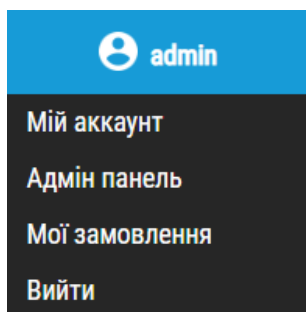 admin
Мій аккаунт
Адмін панель
Мої замовлення
Вийти